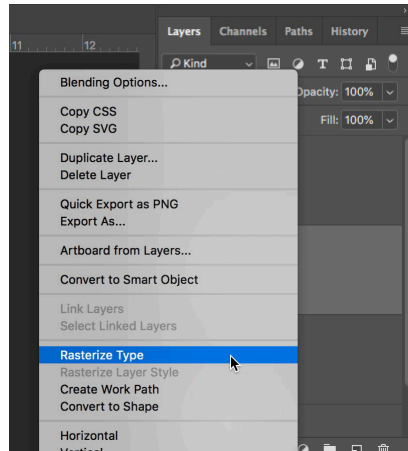 Layers Channels Paths History
11 12
Kind
T
Blending Options...
Opacity: 100%
Copy CSS
Fill: 100%
Copy SVG
Duplicate Layer...
Delete Layer
Quick Export as PNG
Export As...
Artboard from Layers...
Convert to Smart Object
Link Layers
Select Linked Layers
Rasterize Type
Rasterize Layer Style
Create Work Path
Convert to Shape
Horizontal
Vertical